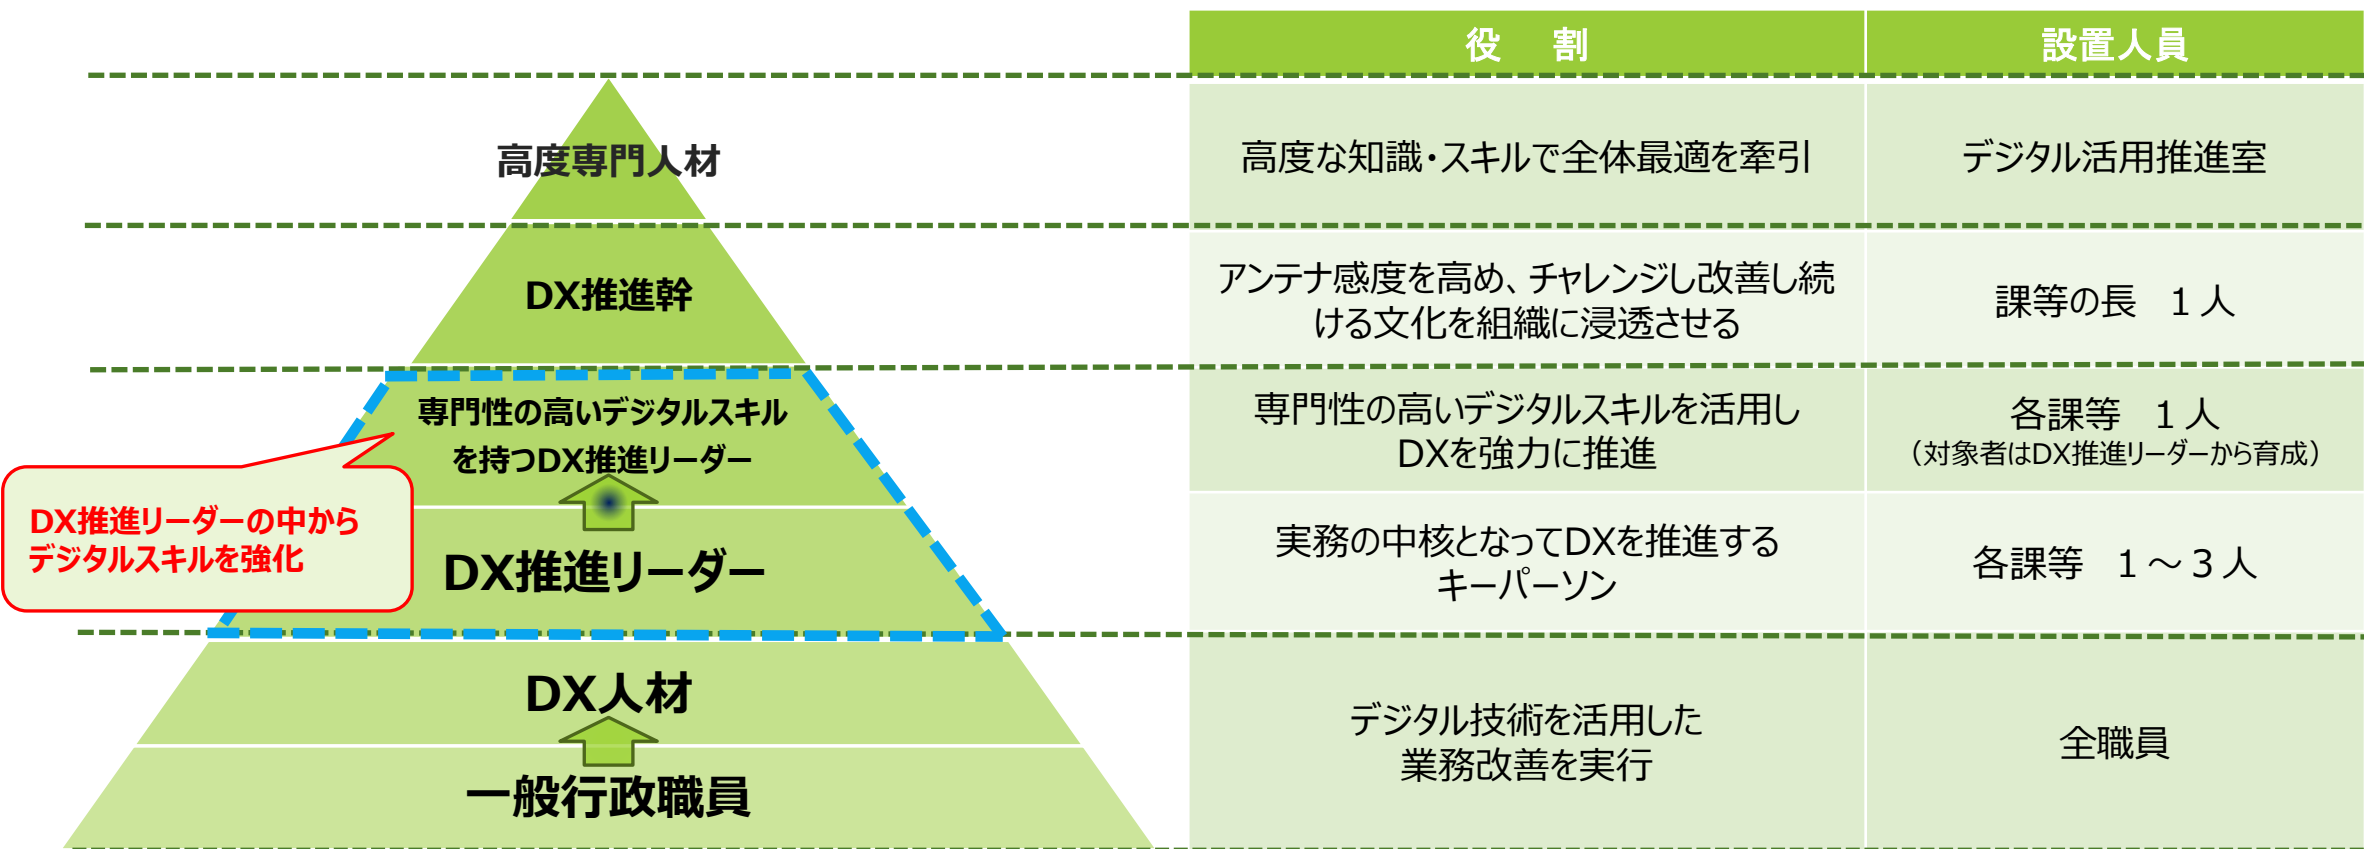 役　割
設置人員
高度専門人材
高度な知識・スキルで全体最適を牽引
デジタル活用推進室
DX推進幹
アンテナ感度を高め、チャレンジし改善し続
ける文化を組織に浸透させる
課等の長　１人
専門性の高いデジタルスキル
を持つDX推進リーダー
専門性の高いデジタルスキルを活用し
DXを強力に推進
各課等　１人
（対象者はDX推進リーダーから育成）
DX推進リーダーの中から
デジタルスキルを強化
DX推進リーダー
実務の中核となってDXを推進する
キーパーソン
各課等　１～３人
DX人材
一般行政職員
デジタル技術を活用した
業務改善を実行
全職員